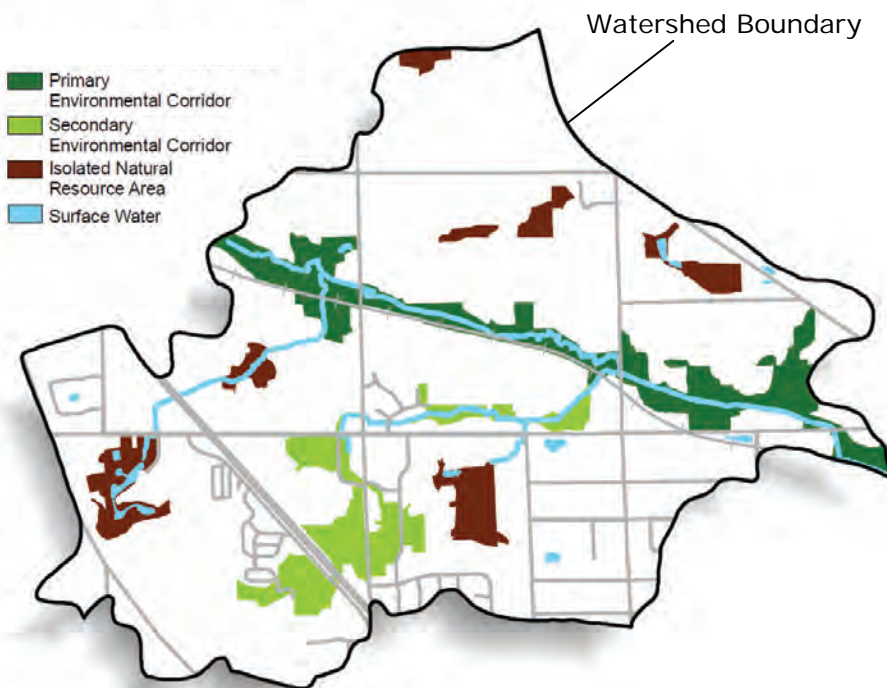 Watershed Boundary
Primary
Environmental Corridor
Secondary
Environmental Corridor
Isolated Natural
Resource Area
Surface Water